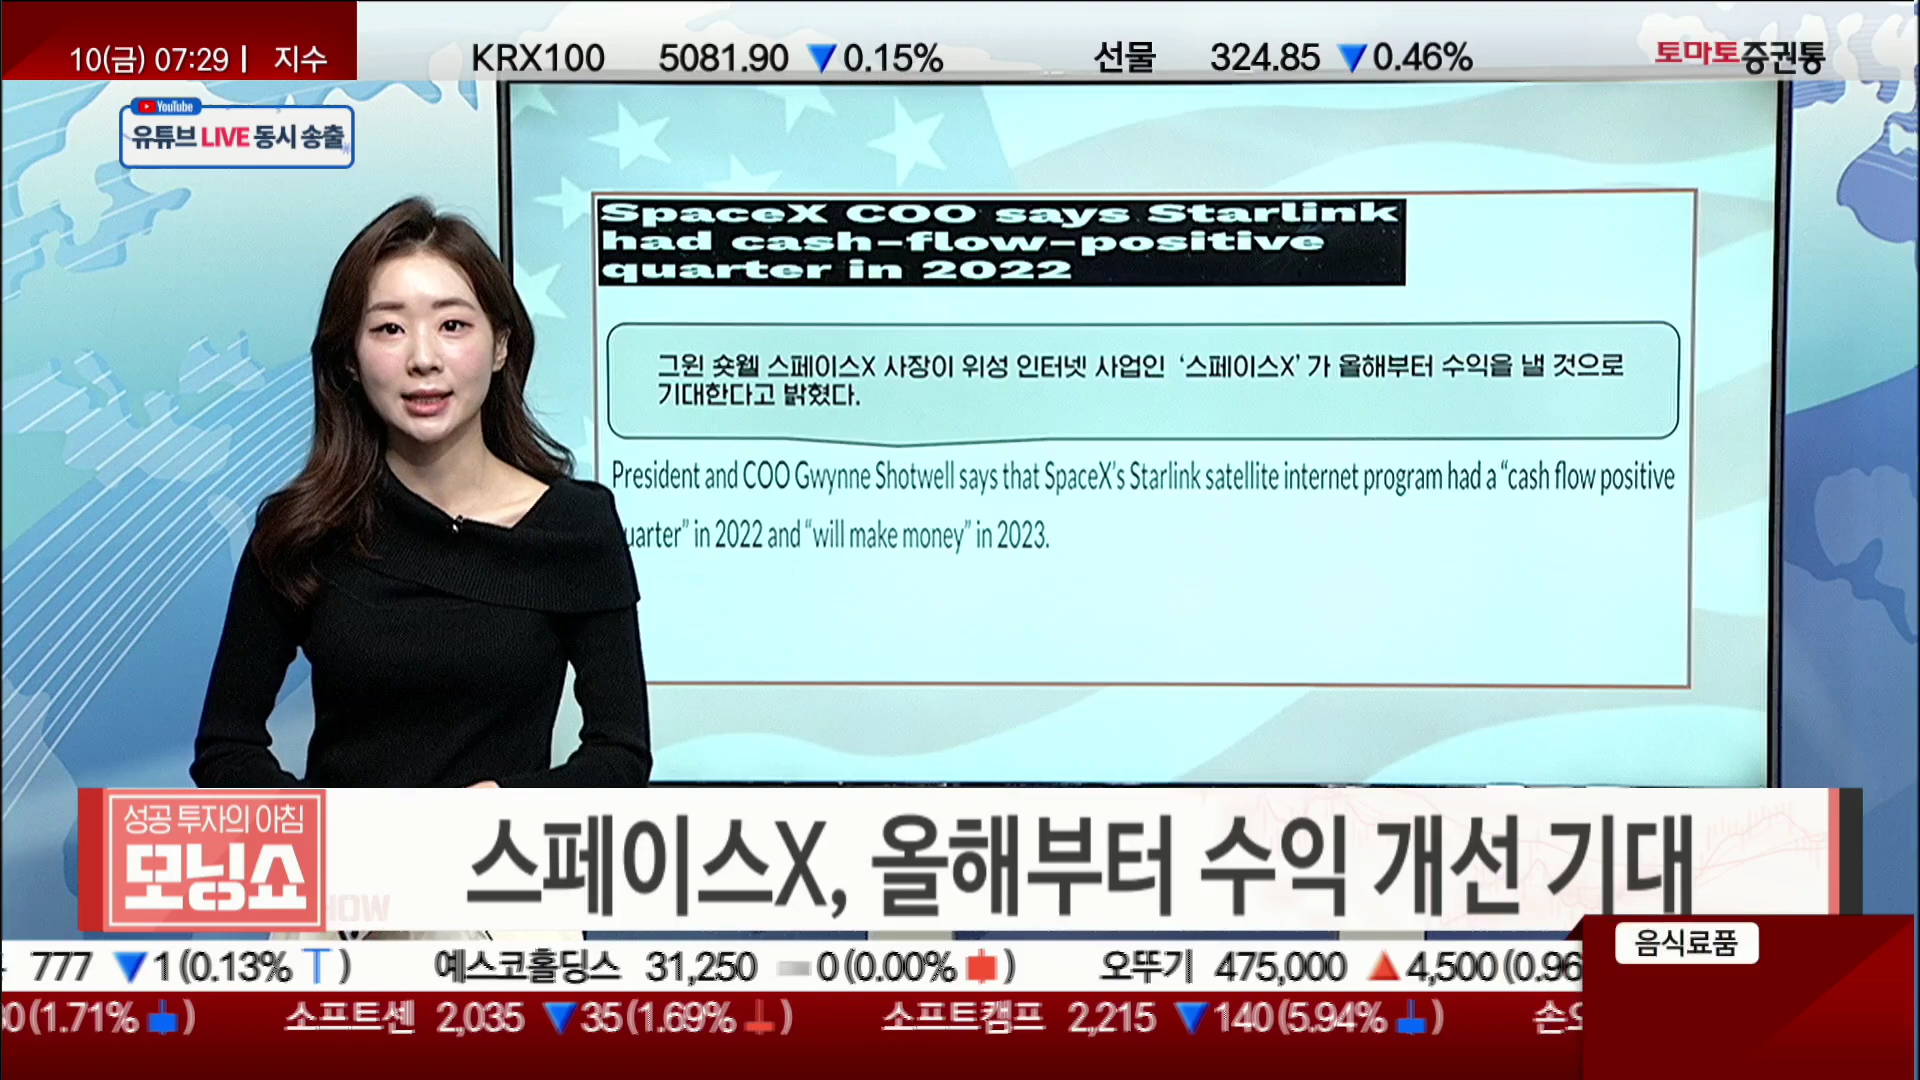 10(금) 07:29 | 지수
KRX100 5081.90 ▼0.15% 선물 324.85 ▼0.46%
토마토증권통
YouTube
유튜브 LIVE 동시 송출
SpaceX COO says Starlink
had cash-flow-positive
quarter in 2022
그윈 숏웰 스페이스X 사장이 위성 인터넷 사업인 ‘스페이스X’ 가 올해부터 수익을 낼 것으로
기대한다고 밝혔다.
President and COO Gwynne Shotwell says that SpaceX’s Starlink satellite internet program had a “cash flow positive
uarter” in 2022 and “will make money” in 2023.
성공 투자의 아침
모닝쇼
스페이스X, 올해부터 수익 개선 기대
음식료품
777 ▼1(0.13% ) 예스코홀딩스 31,250 0(0.00% ) 오뚜기 475,000 ▲4,500(0.96
0(1.71% ) 소프트센 2,035 ▼35(1.69% ) 소프트캠프 2,215 ▼140(5.94% ) 손